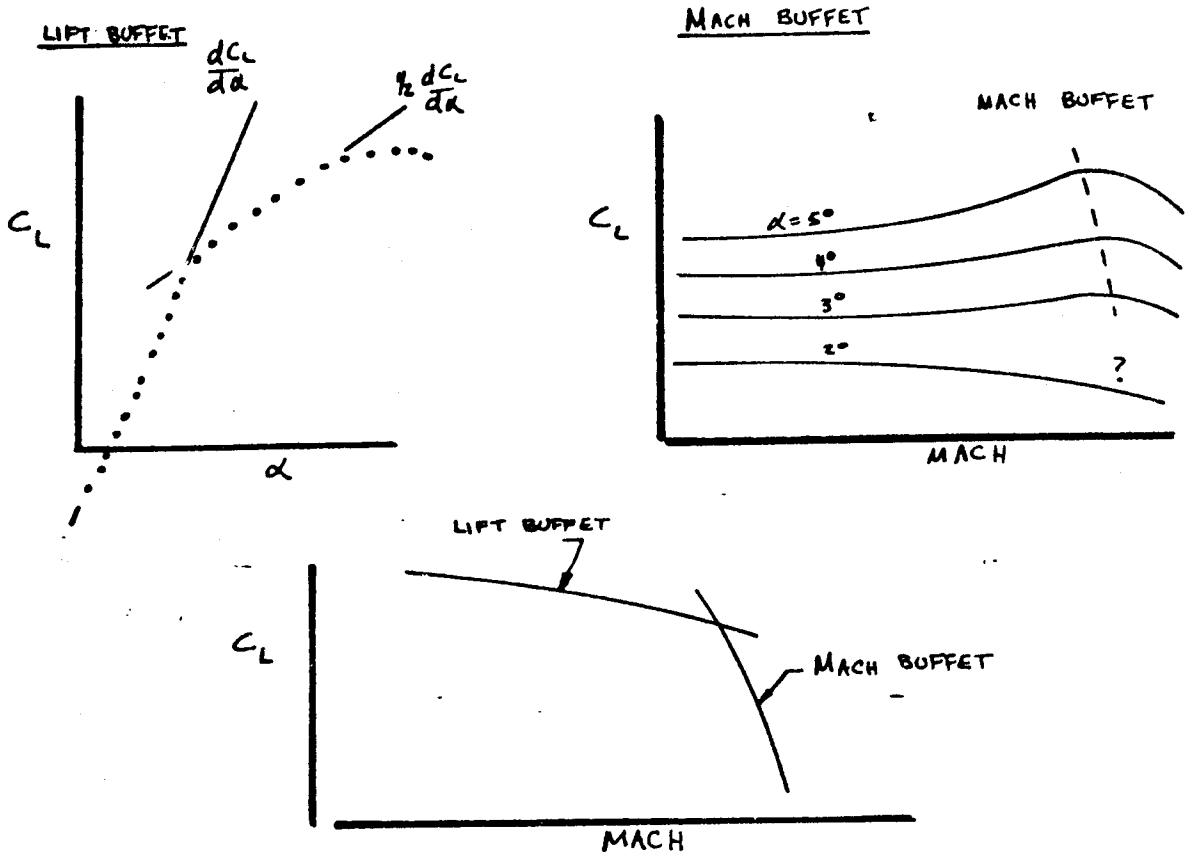 LIFT BUFFET
dCL
dα
½ dCL
dα
CL
α
MACH BUFFET
MACH BUFFET
CL
α = 5°
4°
3°
2°
?
MACH
LIFT BUFFET
CL
MACH BUFFET
MACH